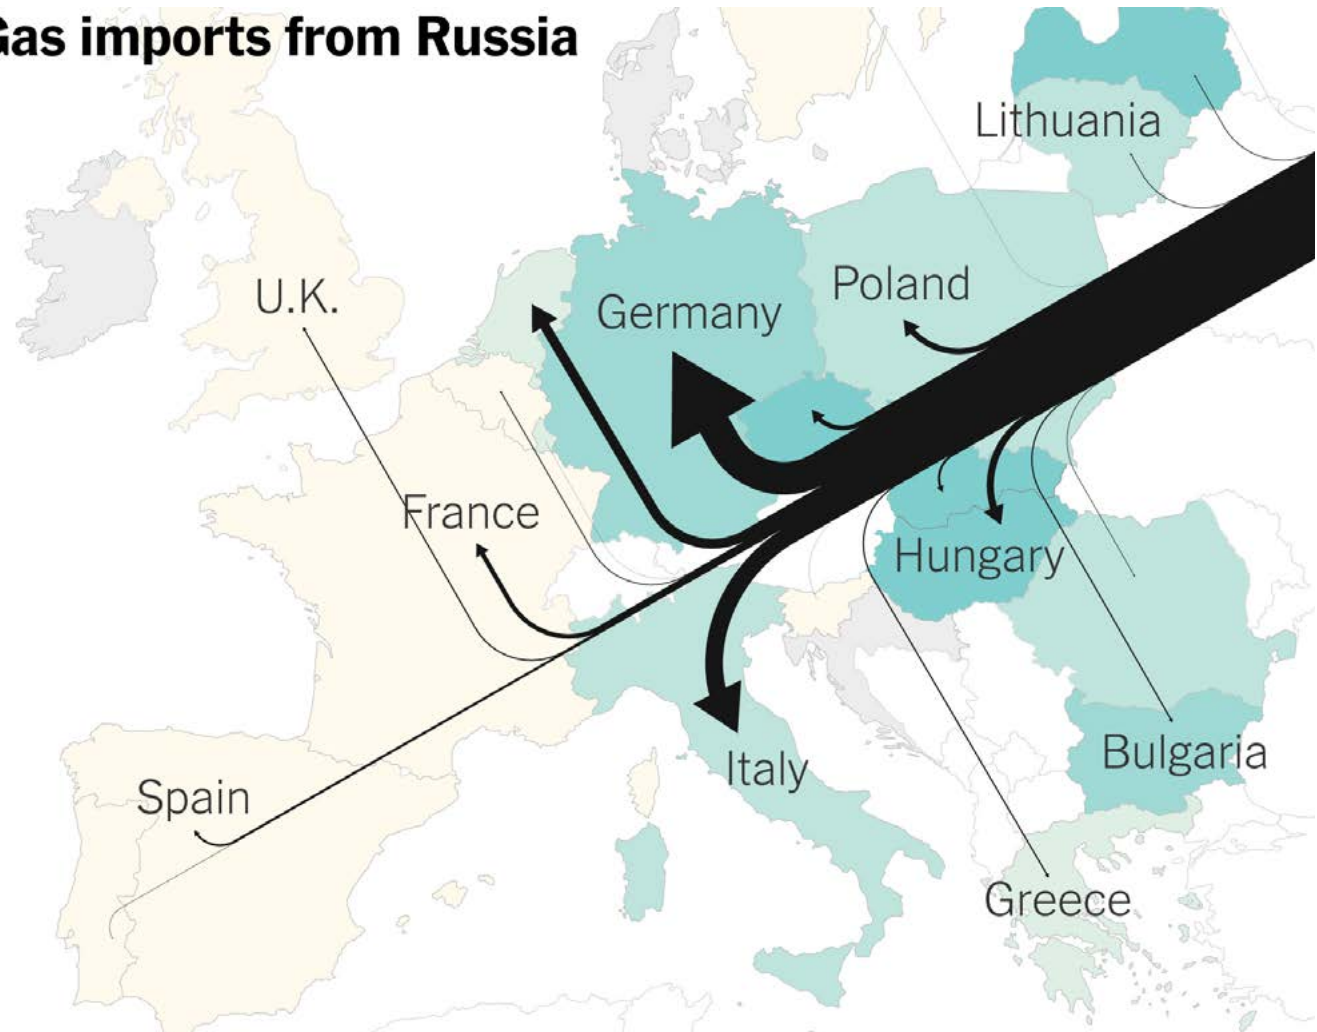 Gas imports from Russia
Lithuania
Poland
U.K.
Germany
France
Hungary
Bulgaria
Italy
Spain
Greece